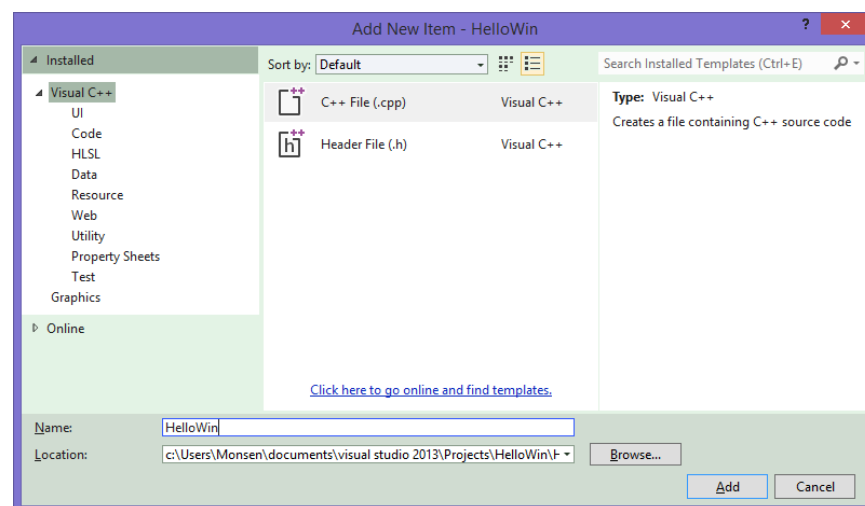 Add New Item - HelloWin
?
Installed
Sort by: Default
Search Installed Templates (Ctrl+E)
Visual C++
UI
Code
HLSL
Data
Resource
Web
Utility
Property Sheets
Test
Graphics
Online
C++ File (.cpp) Visual C++
Header File (.h) Visual C++
Click here to go online and find templates.
Type: Visual C++
Creates a file containing C++ source code
Name: HelloWin
Location: c:\Users\Monsen\documents\visual studio 2013\Projects\HelloWin\
Browse...
Add Cancel